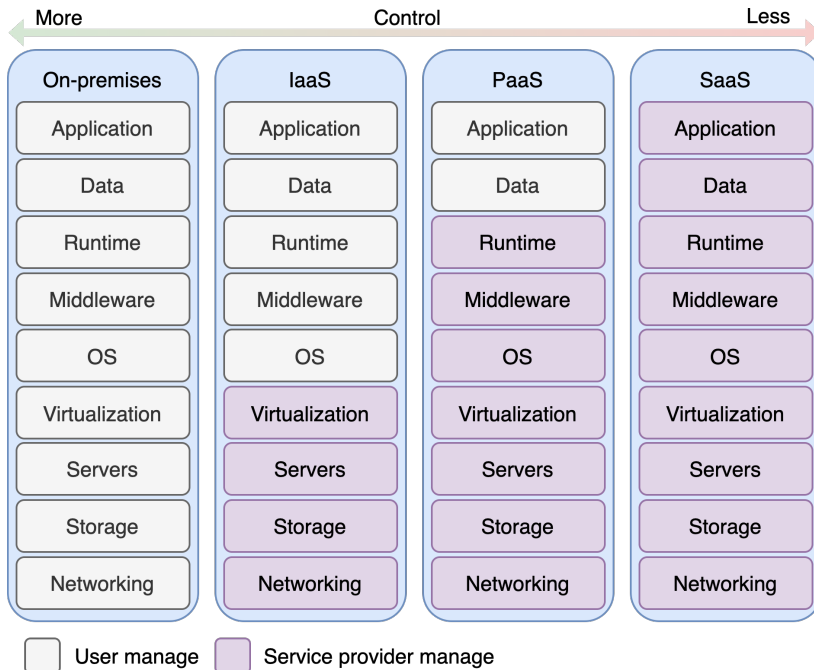 More Control Less
On-premises IaaS PaaS SaaS
Application Application Application Application
Data Data Data Data
Runtime Runtime Runtime Runtime
Middleware Middleware Middleware Middleware
OS OS OS OS
Virtualization Virtualization Virtualization Virtualization
Servers Servers Servers Servers
Storage Storage Storage Storage
Networking Networking Networking Networking
User manage Service provider manage